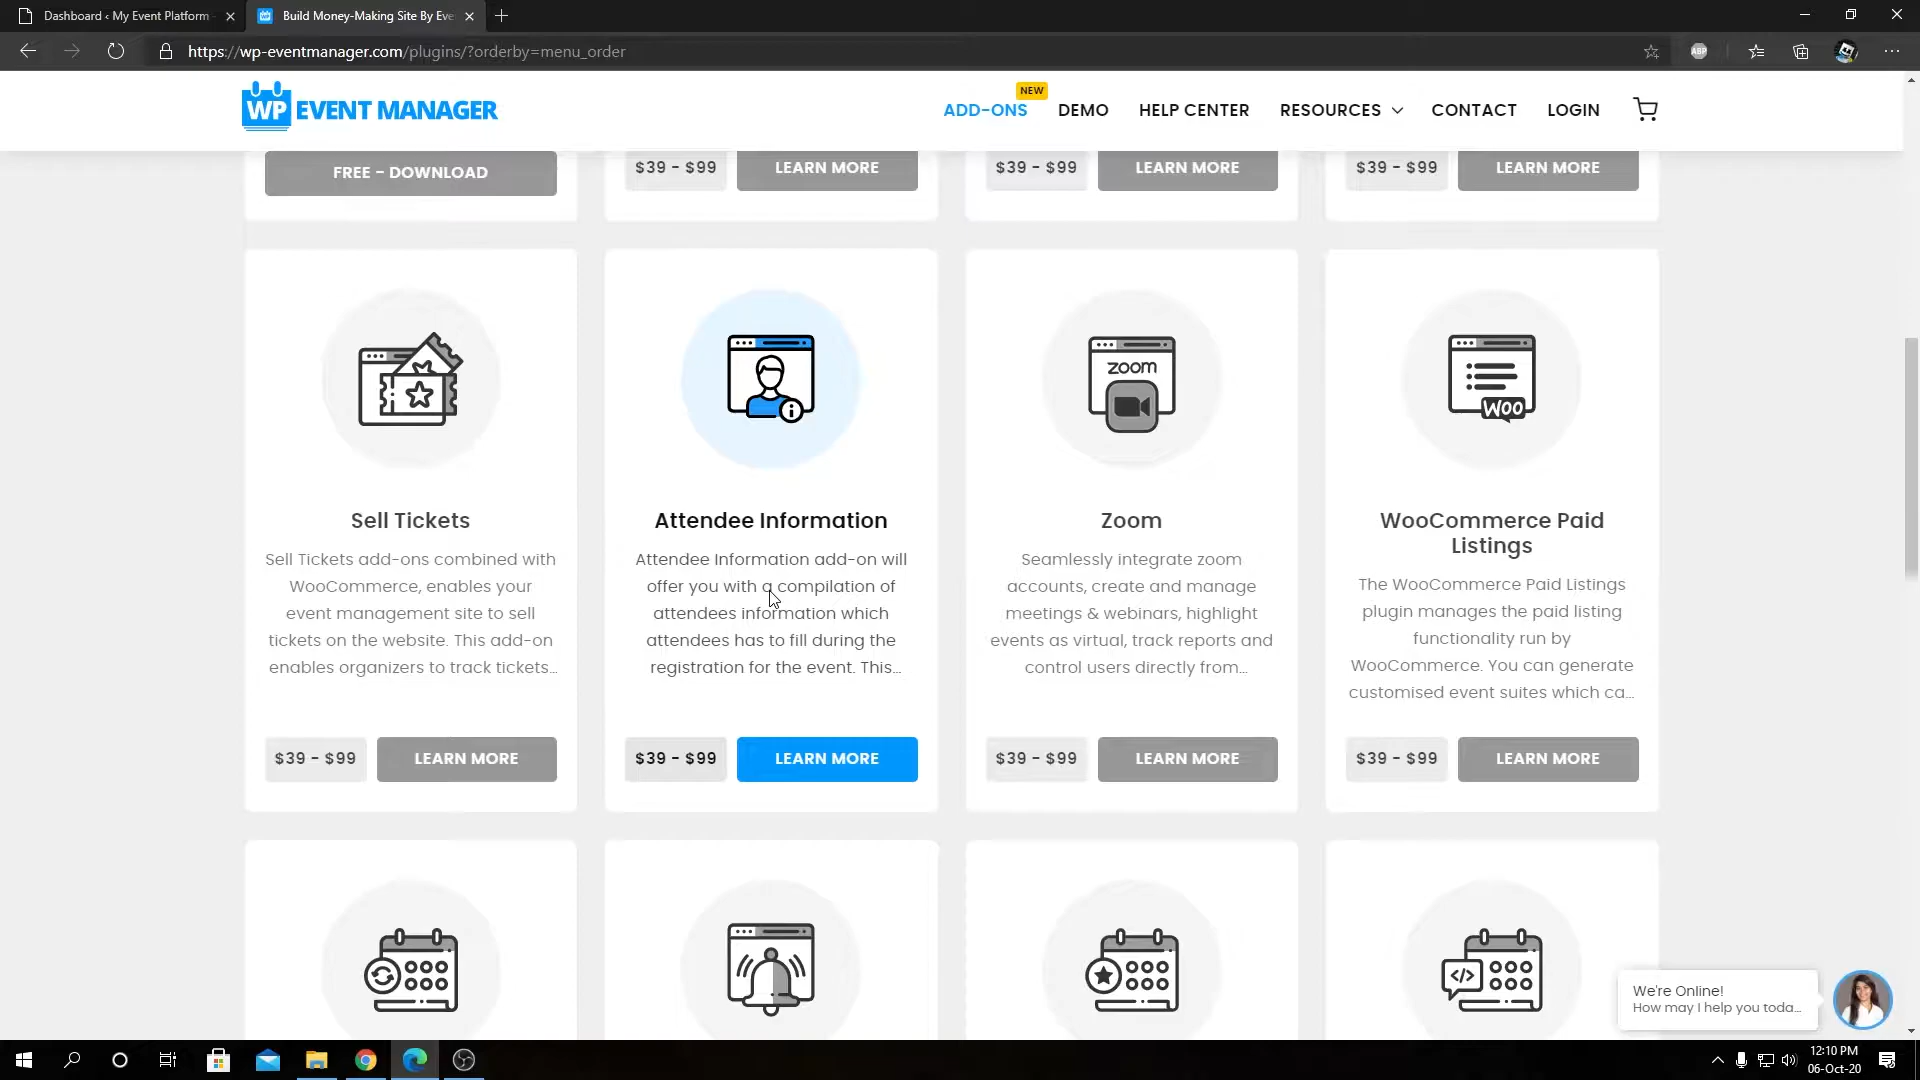 Dashboard ‹ My Event Platform
Build Money-Making Site By Eve
https://wp-eventmanager.com/plugins/?orderby=menu_order
ABP
WP EVENT MANAGER
NEW
ADD-ONS DEMO HELP CENTER RESOURCES CONTACT LOGIN
FREE - DOWNLOAD
$39 - $99 LEARN MORE
$39 - $99 LEARN MORE
$39 - $99 LEARN MORE
Sell Tickets
Sell Tickets add-ons combined with
WooCommerce, enables your
event management site to sell
tickets on the website. This add-on
enables organizers to track tickets...
$39 - $99 LEARN MORE
Attendee Information
Attendee Information add-on will
offer you with a compilation of
attendees information which
attendees has to fill during the
registration for the event. This...
$39 - $99 LEARN MORE
zoom
Zoom
Seamlessly integrate zoom
accounts, create and manage
meetings & webinars, highlight
events as virtual, track reports and
control users directly from...
$39 - $99 LEARN MORE
WOO
WooCommerce Paid
Listings
The WooCommerce Paid Listings
plugin manages the paid listing
functionality run by
WooCommerce. You can generate
customised event suites which ca...
$39 - $99 LEARN MORE
We're Online!
How may I help you toda...
12:10 PM
06-Oct-20